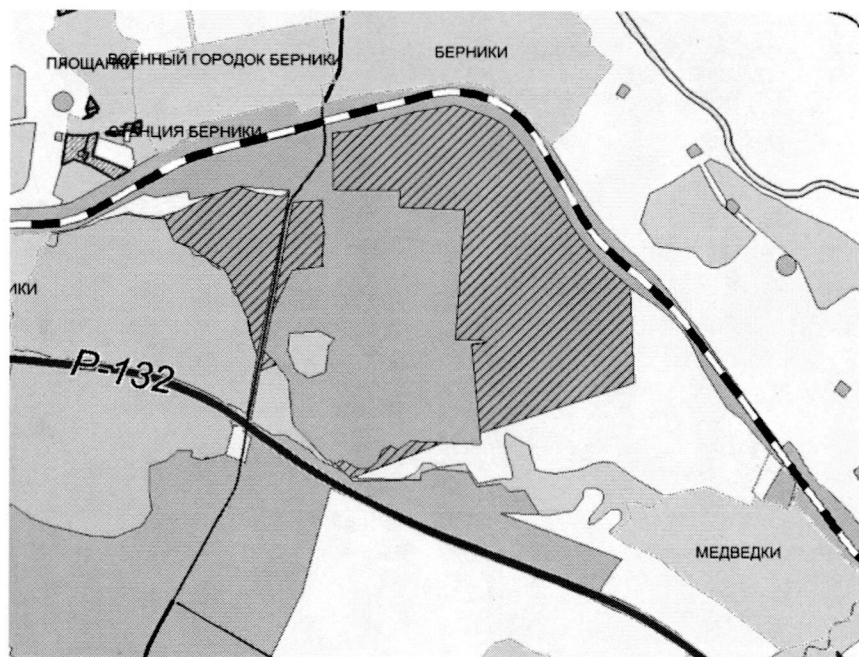 БЕРНИКИ
ПЛОЩАНКИ
ВОЕННЫЙ ГОРОДОК БЕРНИКИ
СТАНЦИЯ БЕРНИКИ
ИКИ
Р-132
МЕДВЕДКИ